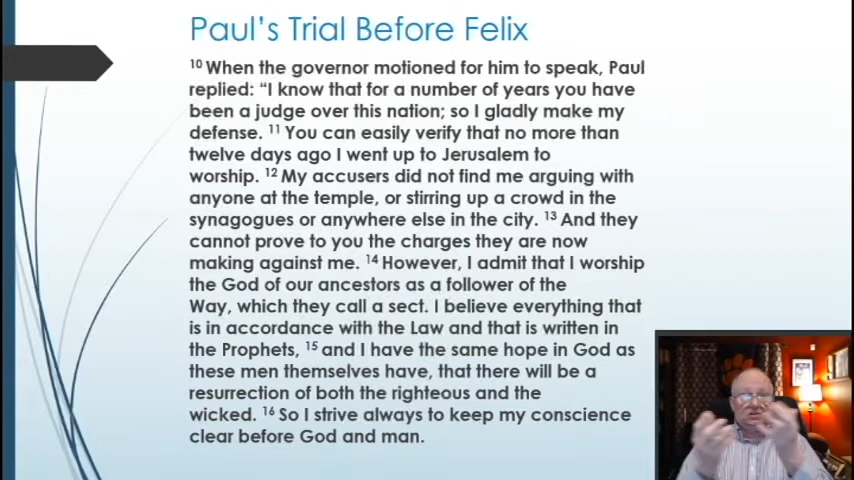 Paul's Trial Before Felix
10 When the governor motioned for him to speak, Paul
replied: “I know that for a number of years you have
been a judge over this nation; so I gladly make my
defense. 11 You can easily verify that no more than
twelve days ago I went up to Jerusalem to
worship. 12 My accusers did not find me arguing with
anyone at the temple, or stirring up a crowd in the
synagogues or anywhere else in the city. 13 And they
cannot prove to you the charges they are now
making against me. 14 However, I admit that I worship
the God of our ancestors as a follower of the
Way, which they call a sect. I believe everything that
is in accordance with the Law and that is written in
the Prophets, 15 and I have the same hope in God as
these men themselves have, that there will be a
resurrection of both the righteous and the
wicked. 16 So I strive always to keep my conscience
clear before God and man.